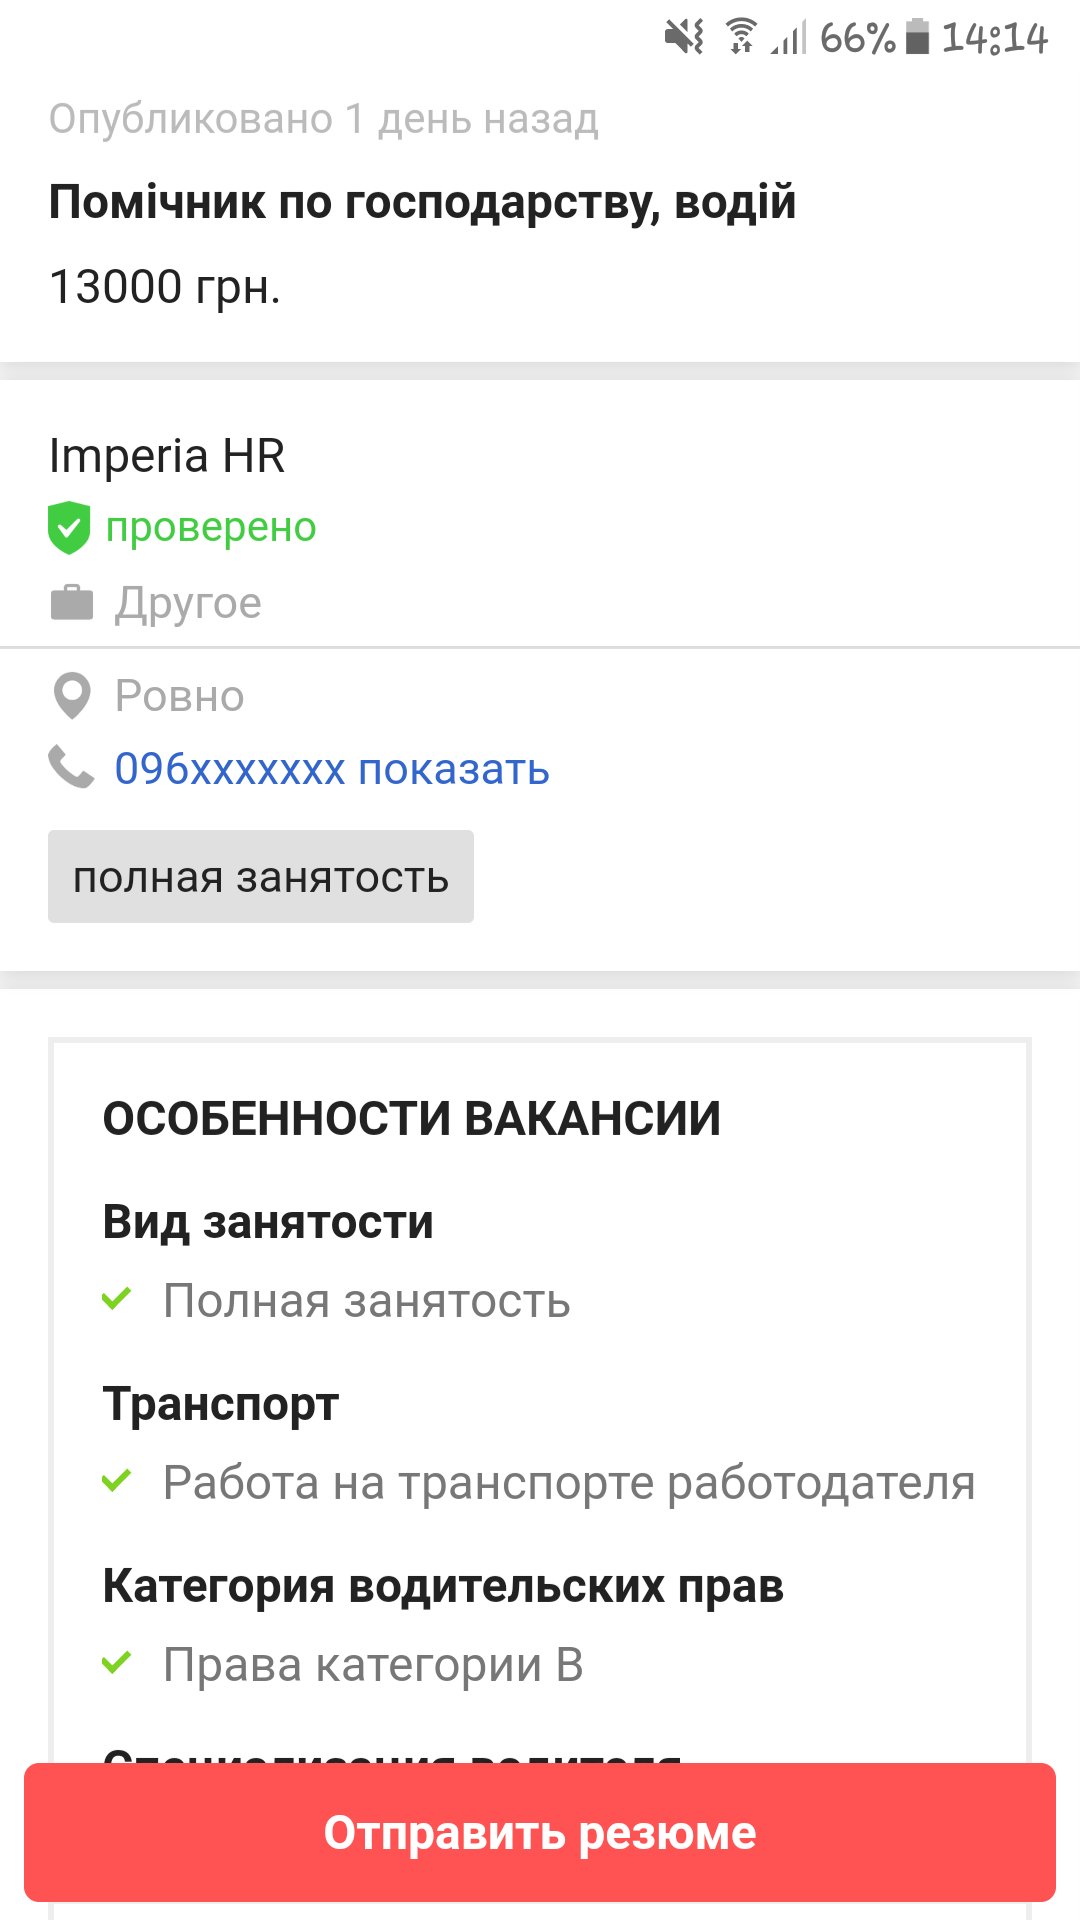 66% 14:14
Опубликовано 1 день назад
Помічник по господарству, водій
13000 грн.
Imperia HR
проверено
Другое
Ровно
096xxxxxxx показать
полная занятость
ОСОБЕННОСТИ ВАКАНСИИ
Вид занятости
Полная занятость
Транспорт
Работа на транспорте работодателя
Категория водительских прав
Права категории B
Специализация водителя
Отправить резюме